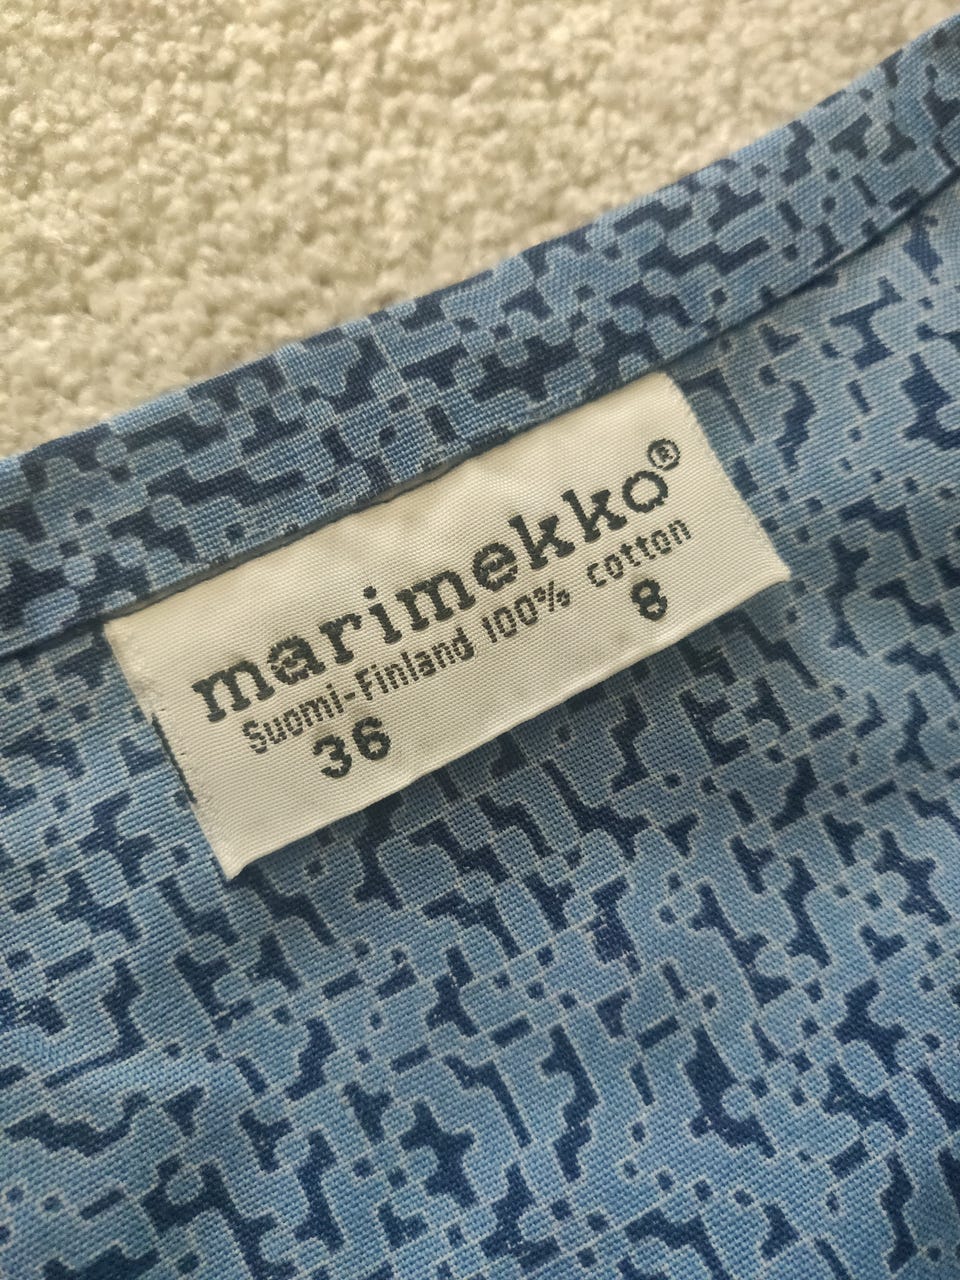 marimekko®
Suomi-Finland 100% cotton
36 8